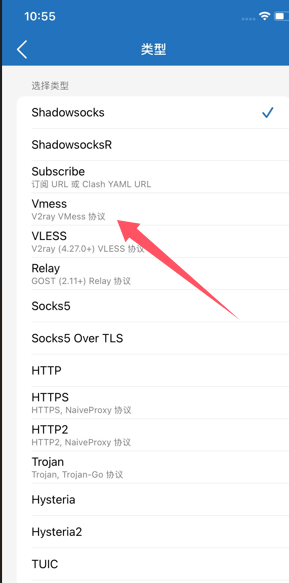 10:55
类型
选择类型
Shadowsocks
ShadowsocksR
Subscribe
订阅 URL 或 Clash YAML URL
Vmess
V2ray VMess 协议
VLESS
V2ray (4.27.0+) VLESS 协议
Relay
GOST (2.11+) Relay 协议
Socks5
Socks5 Over TLS
HTTP
HTTPS
HTTPS, NaiveProxy 协议
HTTP2
HTTP2, NaiveProxy 协议
Trojan
Trojan, Trojan-Go 协议
Hysteria
Hysteria2
TUIC